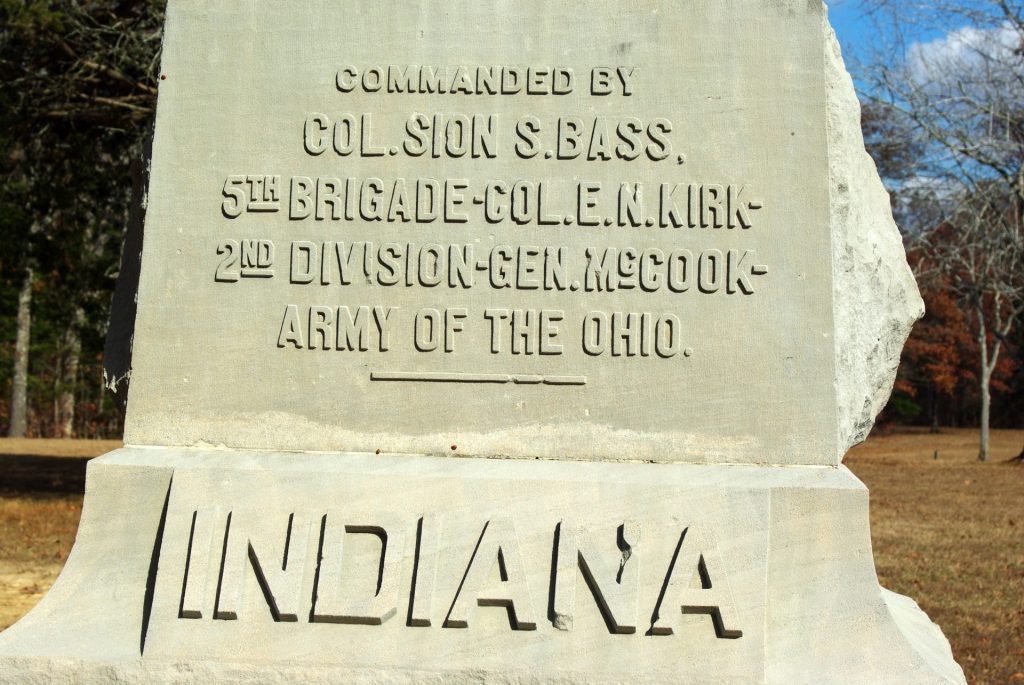 COMMANDED BY
COL. SION S. BASS,
5TH BRIGADE-COL. E. N. KIRK-
2ND DIVISION-GEN. McCOOK-
ARMY OF THE OHIO.
INDIANA